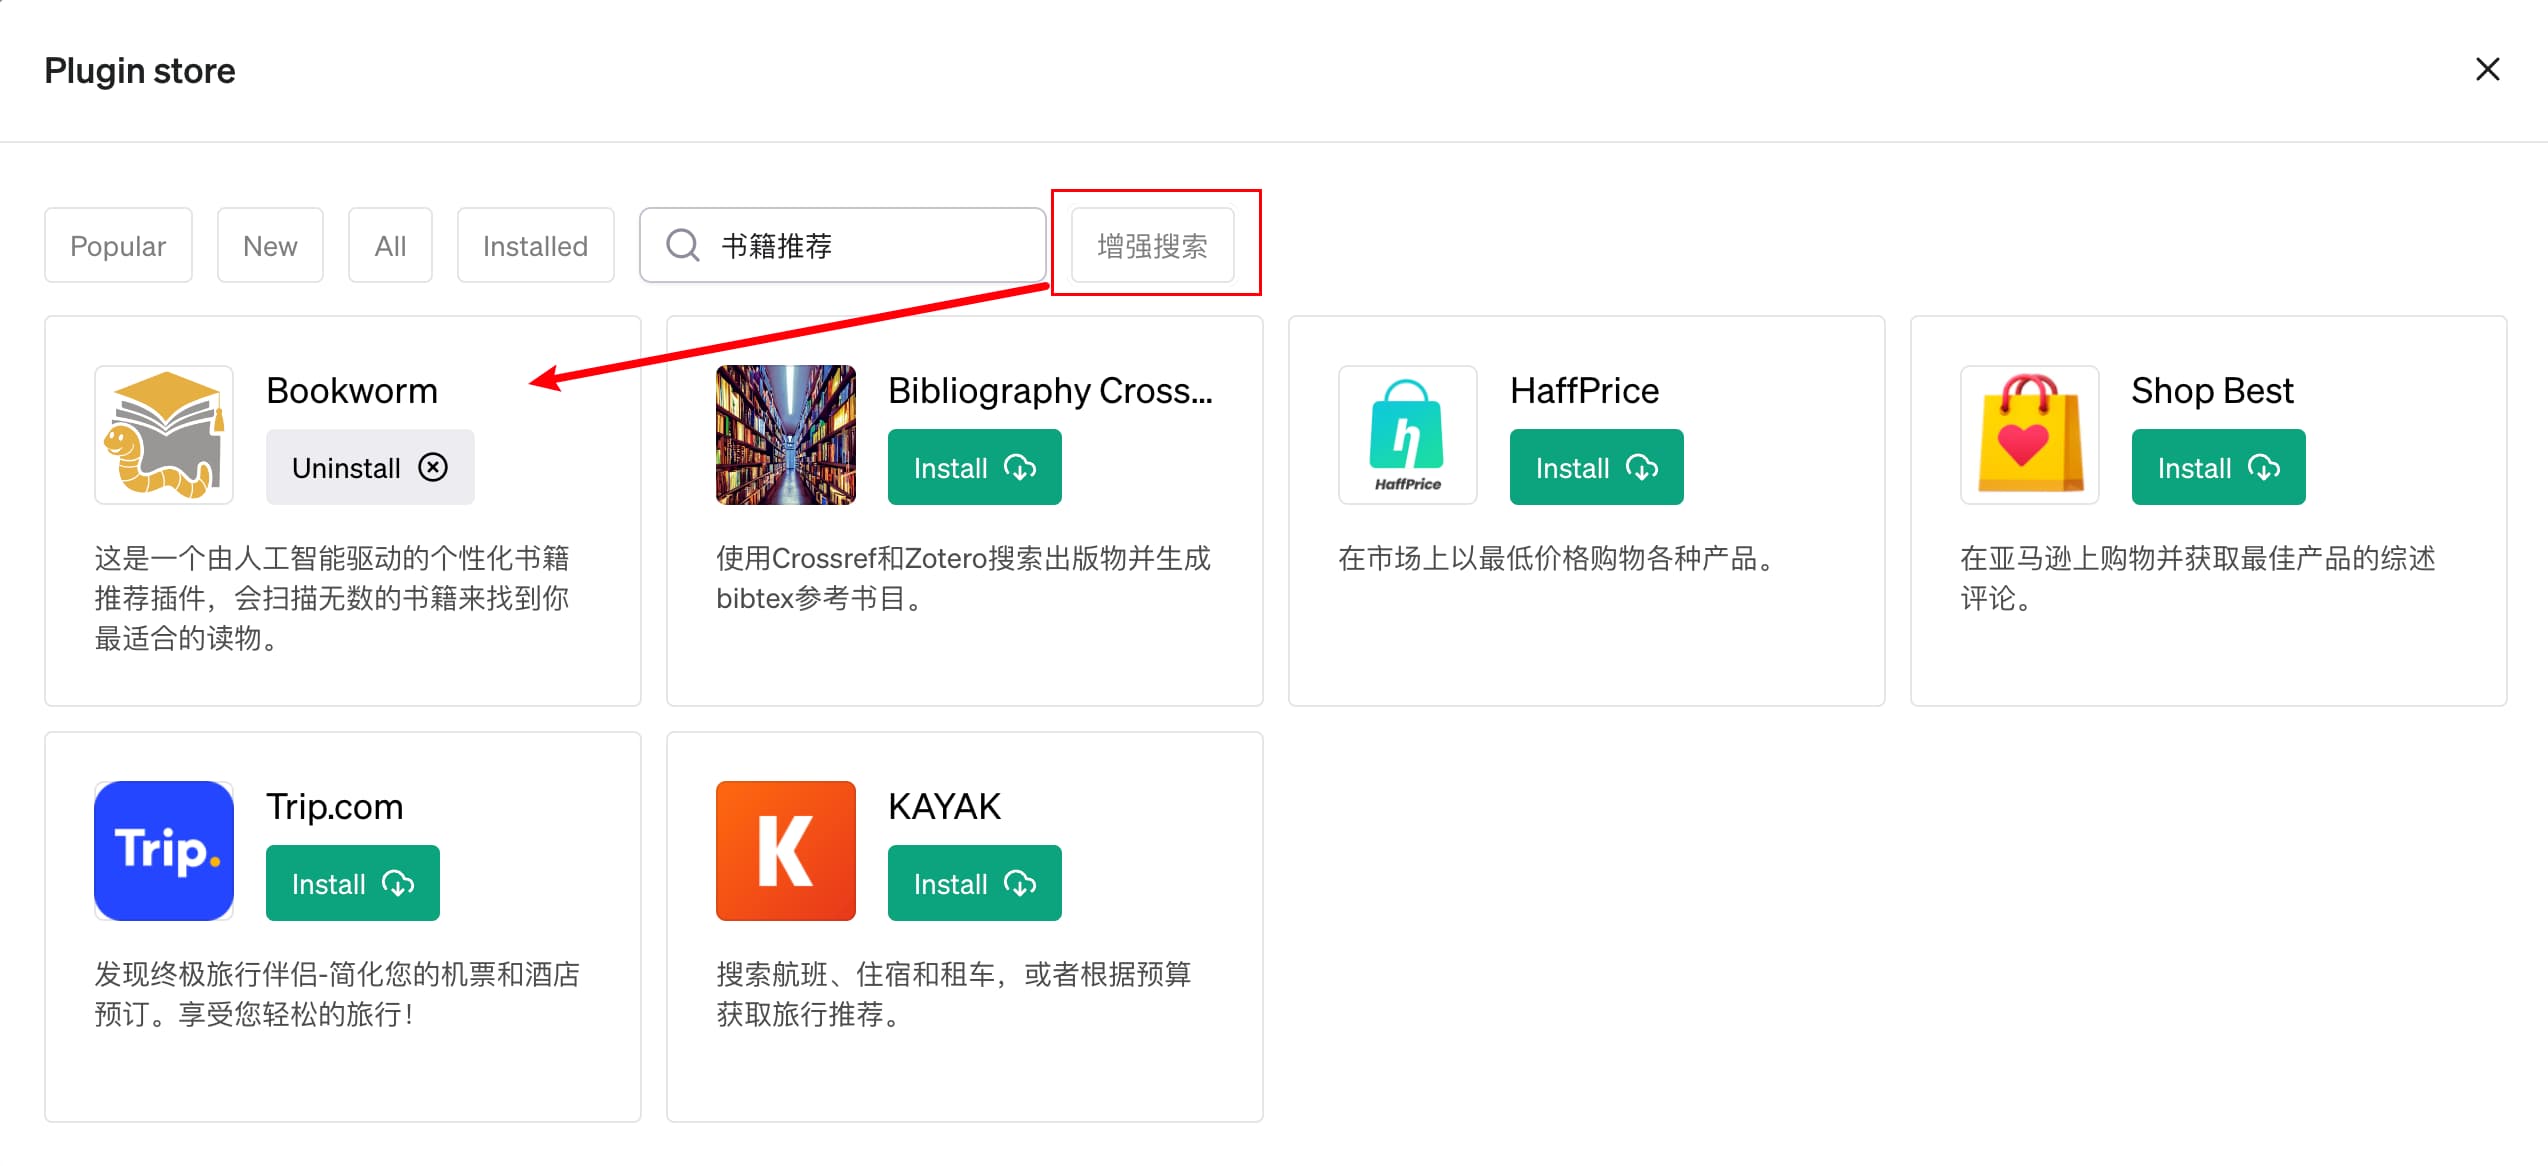 Plugin store
Popular
New
All
Installed
书籍推荐
增强搜索
Bookworm
Uninstall
这是一个由人工智能驱动的个性化书籍
推荐插件，会扫描无数的书籍来找到你
最适合的读物。
Bibliography Cross...
Install
使用Crossref和Zotero搜索出版物并生成
bibtex参考书目。
h
HaffPrice
HaffPrice
Install
在市场上以最低价格购物各种产品。
Shop Best
Install
在亚马逊上购物并获取最佳产品的综述
评论。
Trip.
Trip.com
Install
发现终极旅行伴侣-简化您的机票和酒店
预订。享受您轻松的旅行！
K
KAYAK
Install
搜索航班、住宿和租车，或者根据预算
获取旅行推荐。